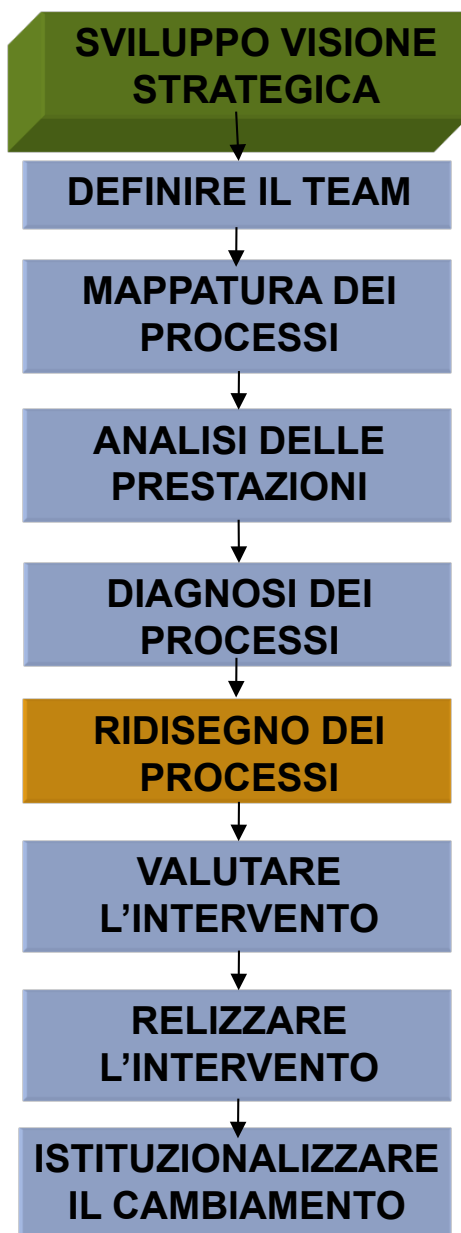 SVILUPPO VISIONE
STRATEGICA
DEFINIRE IL TEAM
MAPPATURA DEI
PROCESSI
ANALISI DELLE
PRESTAZIONI
DIAGNOSI DEI
PROCESSI
RIDISEGNO DEI
PROCESSI
VALUTARE
L’INTERVENTO
RELIZZARE
L’INTERVENTO
ISTITUZIONALIZZARE
IL CAMBIAMENTO